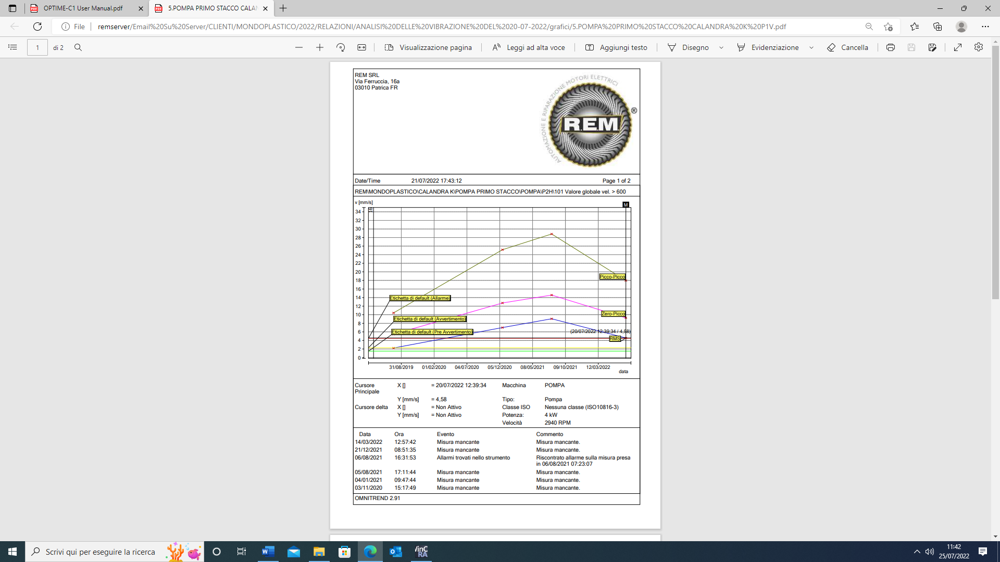 OPTIME-C1 User Manual.pdf
5.POMPA PRIMO STACCO CALAN
File
remserver/Email%20Su%20Server/CLIENTI/MONDOPLASTICO/2022/RELAZIONI/ANALISI%20DELLE%20VIBRAZIONE%20DEL%2020-07-2022/grafici/5.POMPA%20PRIMO%20STACCO%20CALANDRA%20K%20P1V.pdf
1 di 2
Visualizzazione pagina
Leggi ad alta voce
Aggiungi testo
Disegno
Evidenziazione
Cancella
REM SRL
Via Ferruccia, 16a
03010 Patrica FR
AUTOMAZIONE E RIPARAZIONE MOTORI ELETTRICI
R.E.M.
®
Date/Time 21/07/2022 17:43:12 Page 1 of 2
REM\MONDOPLASTICO\CALANDRA K\POMPA PRIMO STACCO\POMPA\P2H\101 Valore globale vel. > 600
v [mm/s]
M
34
32
30
28
26
24
22
20
18
16
14
12
10
8
6
4
2
0
Picco-Picco
Etichetta di default (Allarme)
Zero-Picco
Etichetta di default (Avvertimento)
Etichetta di default (Pre Avvertimento)
(20/07/2022 12:39:34 / 4,58)
RMS
31/08/2019 01/02/2020 04/07/2020 05/12/2020 08/05/2021 09/10/2021 12/03/2022
data
Cursore Principale X [] = 20/07/2022 12:39:34 Macchina POMPA
Y [mm/s] = 4,58 Tipo: Pompa
Cursore delta X [] = Non Attivo Classe ISO Nessuna classe (ISO10816-3)
Y [mm/s] = Non Attivo Potenza: 4 kW
Velocità 2940 RPM
Data Ora Evento Commento
14/03/2022 12:57:42 Misura mancante Misura mancante.
21/12/2021 08:51:35 Misura mancante Misura mancante.
06/08/2021 16:31:53 Allarmi trovati nello strumento Riscontrato allarme sulla misura presa
in 06/08/2021 07:23:07
05/08/2021 17:11:44 Misura mancante Misura mancante.
04/01/2021 09:47:44 Misura mancante Misura mancante.
03/11/2020 15:17:49 Misura mancante Misura mancante.
OMNITREND 2.91
Scrivi qui per eseguire la ricerca
11:42
25/07/2022